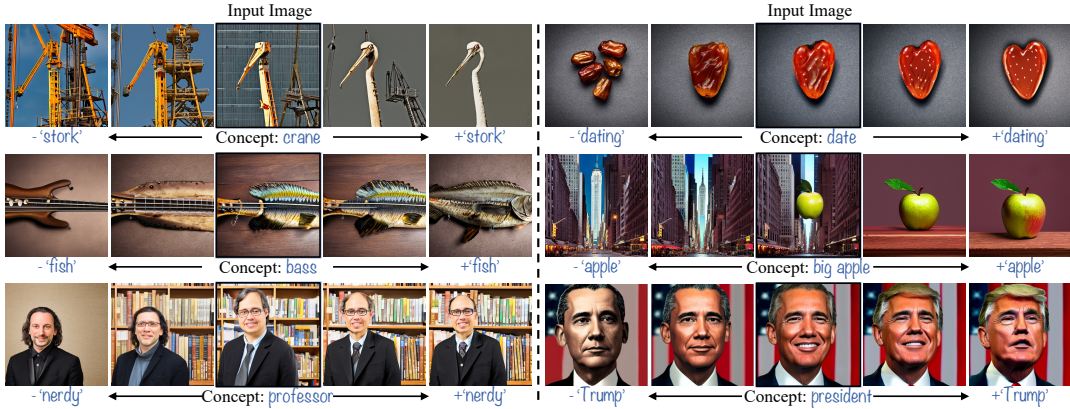 Input Image
- 'stork' Concept: crane +'stork'
- 'fish' Concept: bass +'fish'
- 'nerdy' Concept: professor +'nerdy'
Input Image
- 'dating' Concept: date +'dating'
- 'apple' Concept: big apple +'apple'
- 'Trump' Concept: president +'Trump'